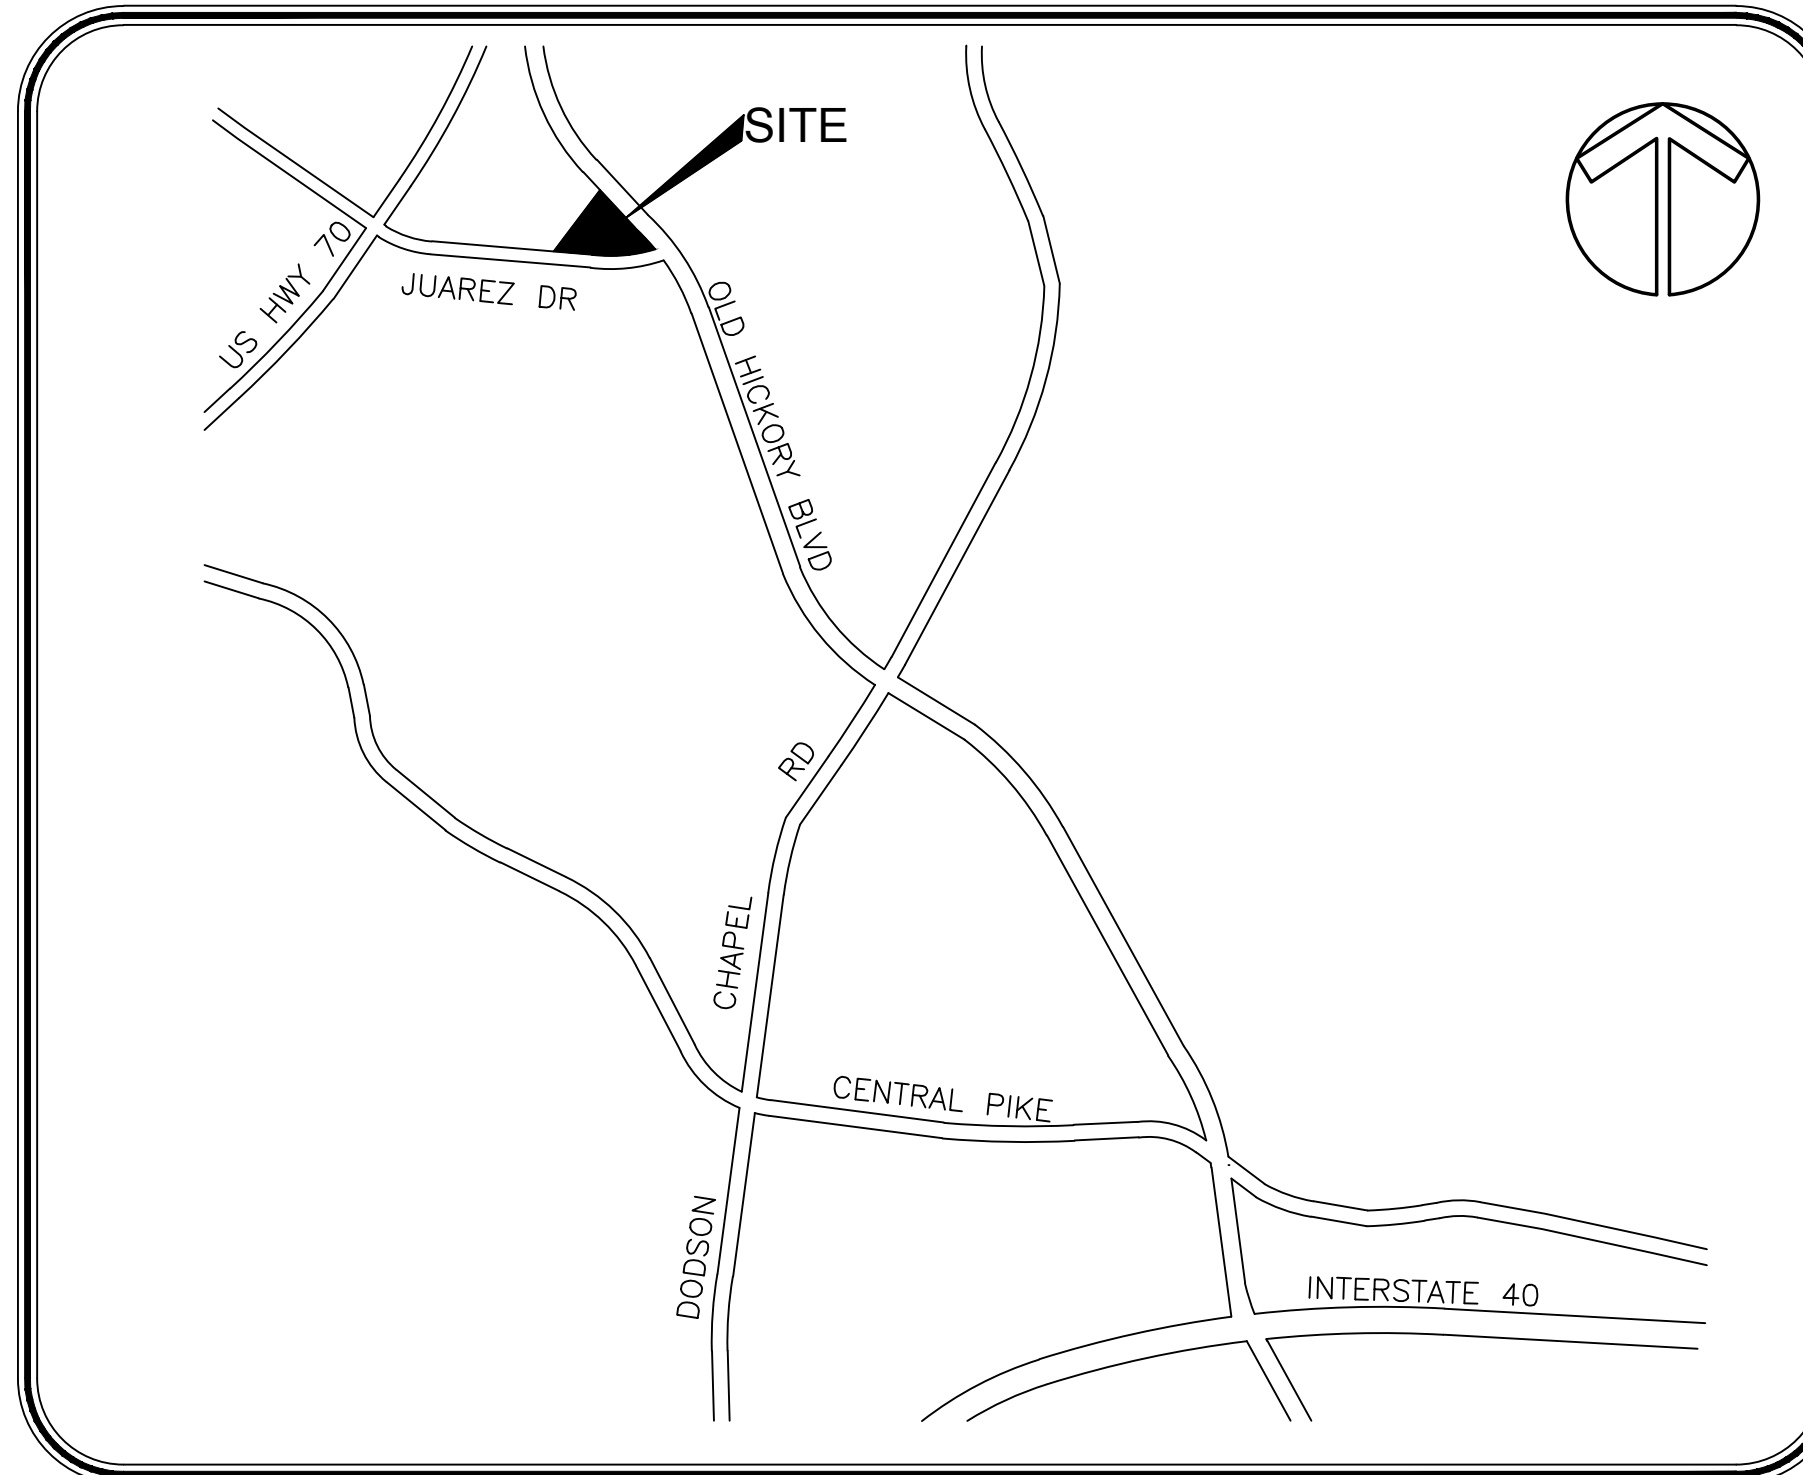 SITE
US HWY 70
JUAREZ DR
OLD HICKORY BLVD
DODSON CHAPEL RD
CENTRAL PIKE
INTERSTATE 40